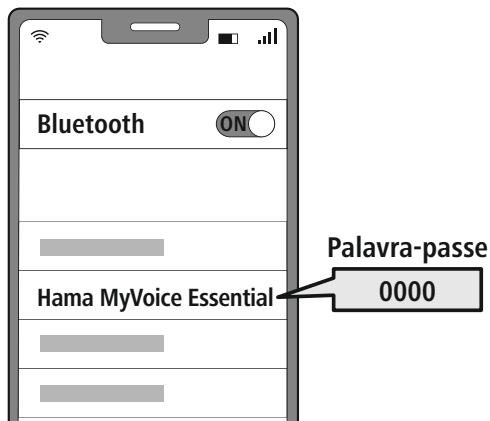 Bluetooth
ON
Palavra-passe
Hama MyVoice Essential
0000